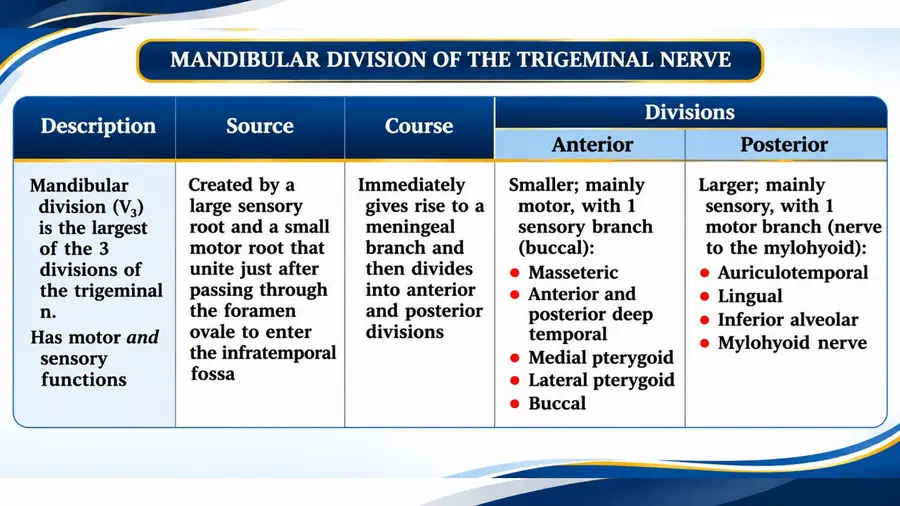 MANDIBULAR DIVISION OF THE TRIGEMINAL NERVE
Description
Source
Course
Divisions
Anterior
Posterior
Mandibular
division (V3)
is the largest
of the 3
divisions of
the trigeminal
n.
Has motor and
sensory
functions
Created by a
large sensory
root and a small
motor root that
unite just after
passing through
the foramen
ovale to enter
the infratemporal
fossa
Immediately
gives rise to a
meningeal
branch and
then divides
into anterior
and posterior
divisions
Smaller; mainly
motor, with 1
sensory branch
(buccal):
• Masseteric
• Anterior and
posterior deep
temporal
• Medial pterygoid
• Lateral pterygoid
• Buccal
Larger; mainly
sensory, with 1
motor branch (nerve
to the mylohyoid):
• Auriculotemporal
• Lingual
• Inferior alveolar
• Mylohyoid nerve